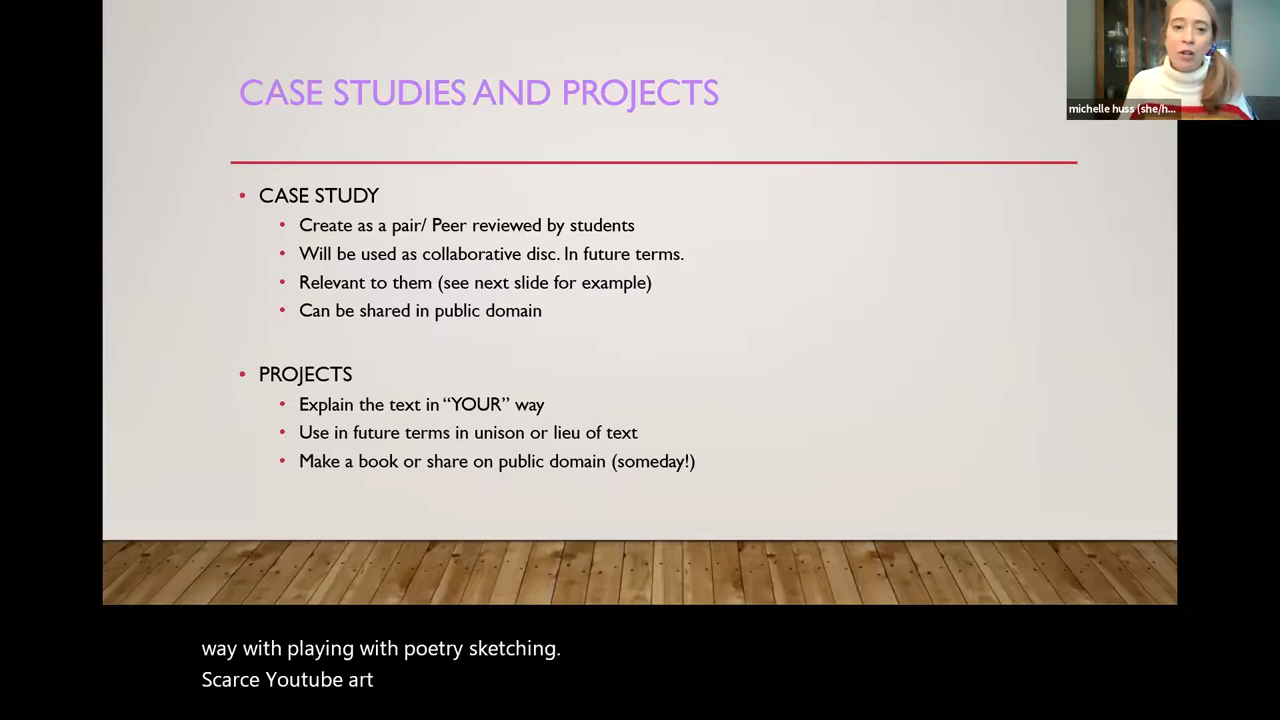 CASE STUDIES AND PROJECTS
michelle huss (she/h...
• CASE STUDY
• Create as a pair/ Peer reviewed by students
• Will be used as collaborative disc. In future terms.
• Relevant to them (see next slide for example)
• Can be shared in public domain
• PROJECTS
• Explain the text in “YOUR” way
• Use in future terms in unison or lieu of text
• Make a book or share on public domain (someday!)
way with playing with poetry sketching.
Scarce Youtube art